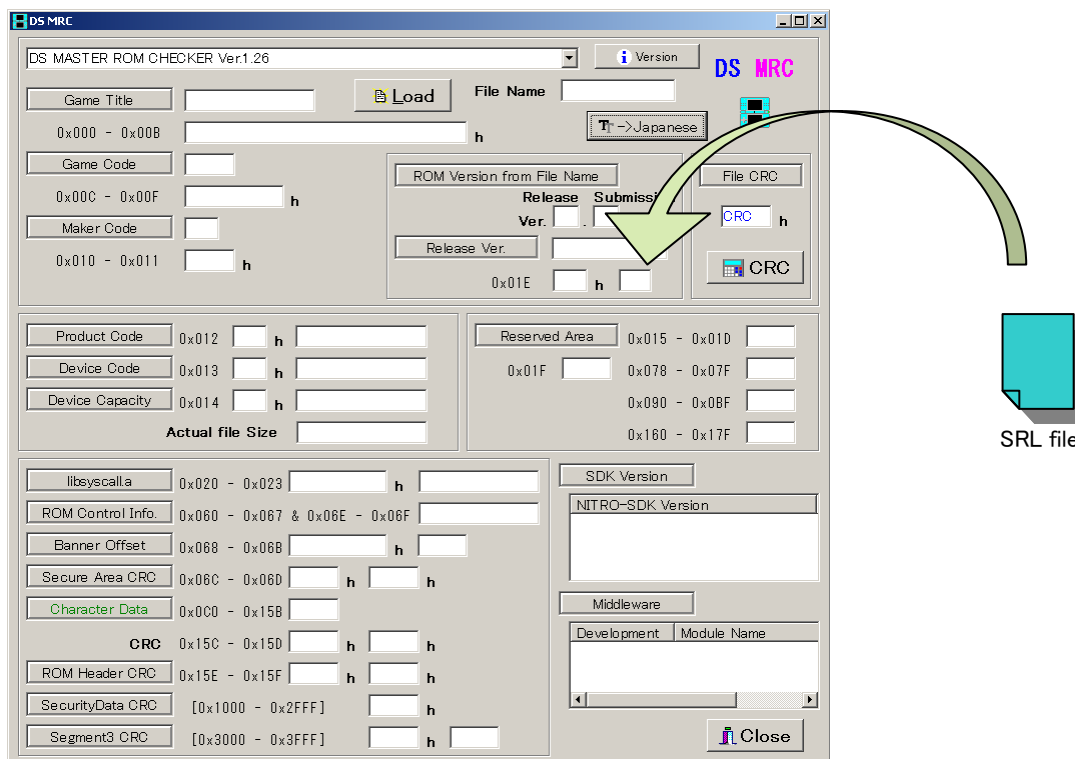 DS MRC
DS MASTER ROM CHECKER Ver.1.26
Version
DS MRC
Game Title
Load
File Name
0x000 - 0x00B
h
Tr ->Japanese
Game Code
ROM Version from File Name
File CRC
0x00C - 0x00F
h
Release
Ver.
.
CRC
h
Maker Code
Release Ver.
0x010 - 0x011
h
0x01E
h
CRC
Product Code
0x012
h
Reserved Area
0x015 - 0x01D
Device Code
0x013
h
0x01F
0x078 - 0x07F
Device Capacity
0x014
h
0x090 - 0x0BF
Actual file Size
0x160 - 0x17F
SRL file
libsyscall.a
0x020 - 0x023
h
SDK Version
ROM Control Info.
0x060 - 0x067 & 0x06E - 0x06F
NITRO-SDK Version
Banner Offset
0x068 - 0x06B
h
Secure Area CRC
0x06C - 0x06D
h
h
Character Data
0x0C0 - 0x15B
Middleware
CRC
0x15C - 0x15D
h
h
Development
Module Name
ROM Header CRC
0x15E - 0x15F
h
h
SecurityData CRC
[0x1000 - 0x2FFF]
h
Segment3 CRC
[0x3000 - 0x3FFF]
h
Close